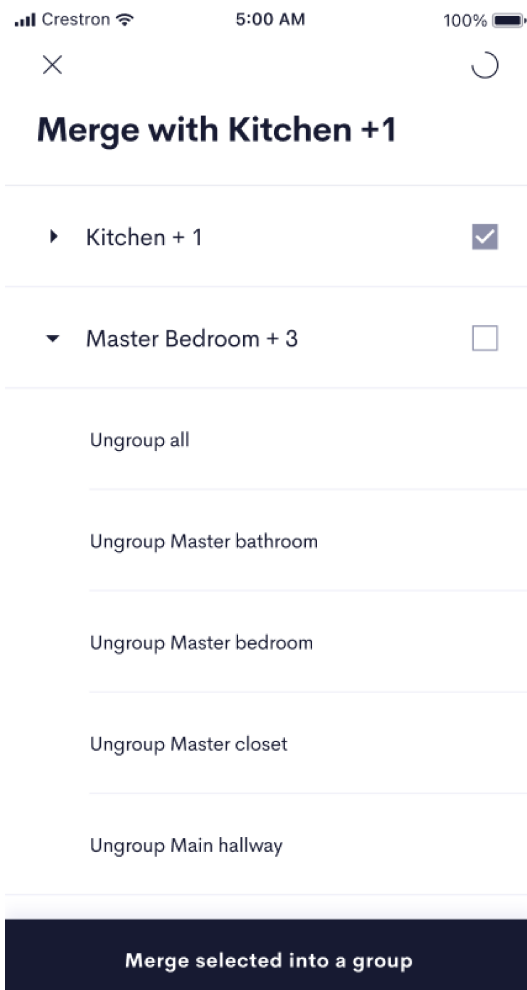 Crestron 5:00 AM 100%
Merge with Kitchen +1
Kitchen + 1
Master Bedroom + 3
Ungroup all
Ungroup Master bathroom
Ungroup Master bedroom
Ungroup Master closet
Ungroup Main hallway
Merge selected into a group